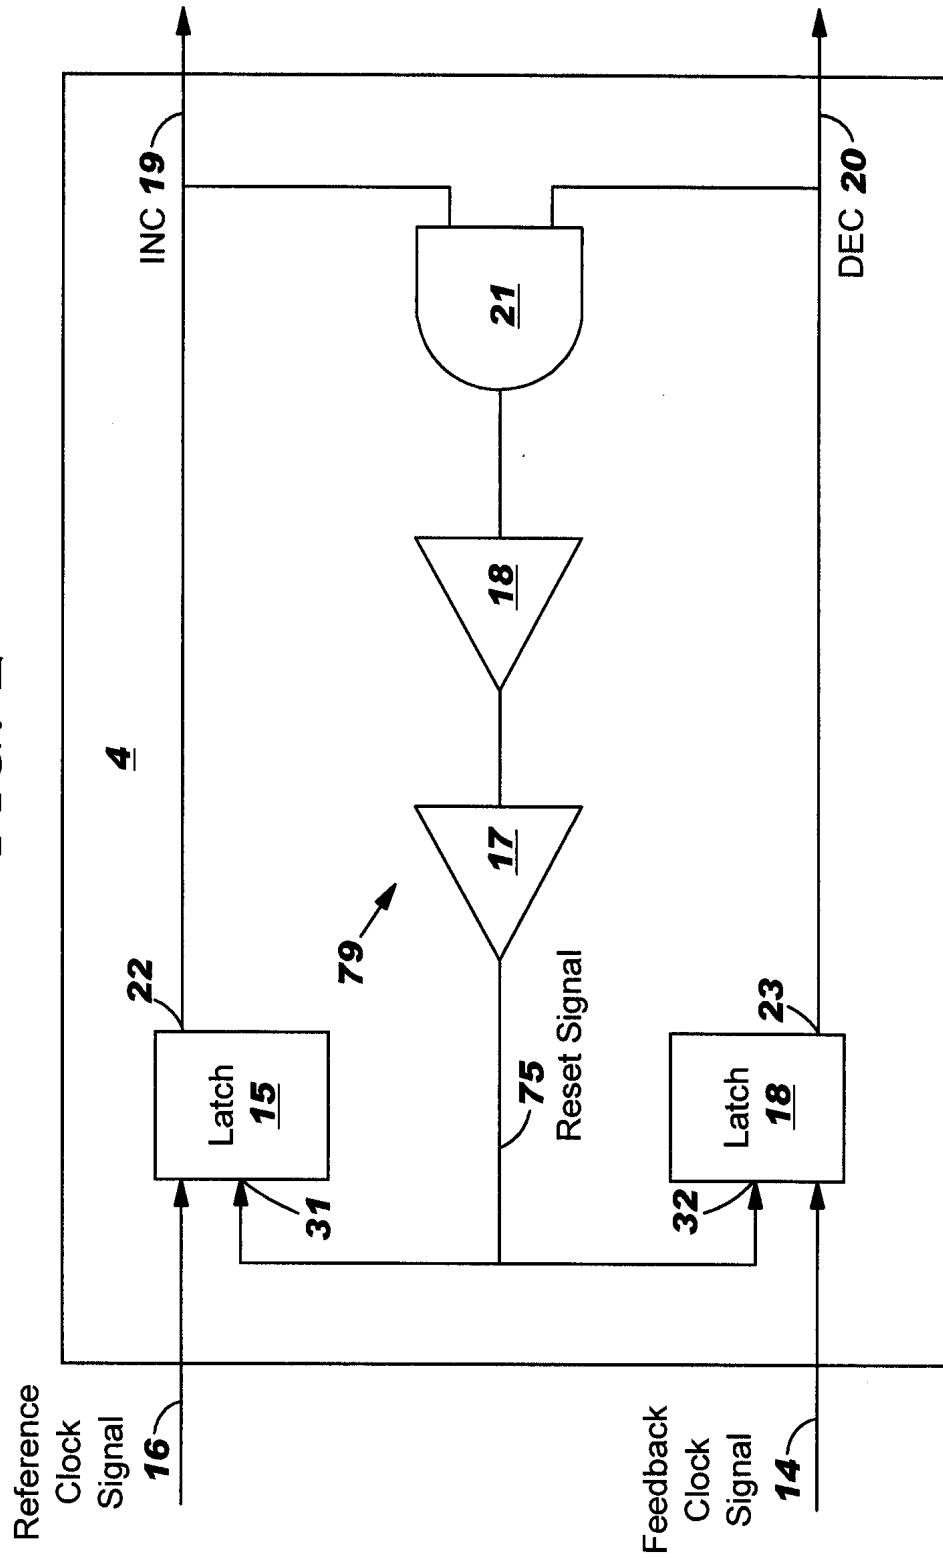 4
Reference
Clock
Signal
16
Latch
15
22
31
INC 19
79
17
18
21
75
Reset Signal
Feedback
Clock
Signal
14
Latch
18
23
32
DEC 20